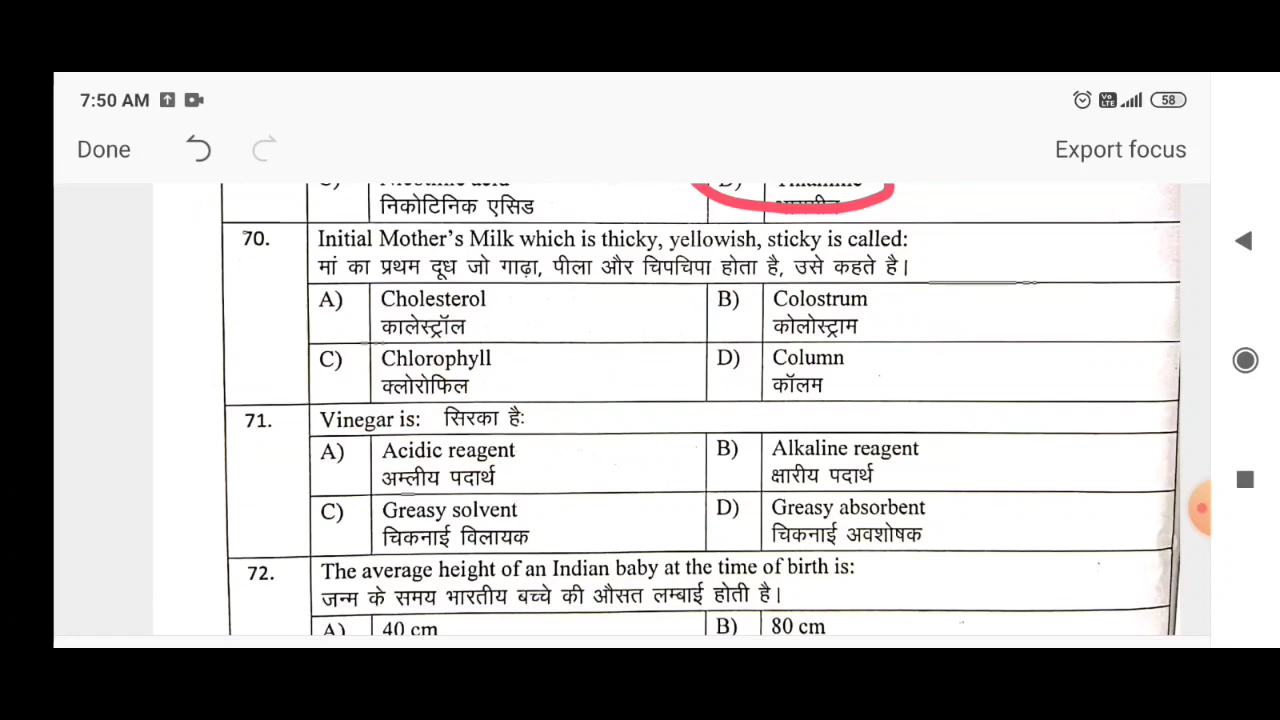 7:50 AM
VoLTE
58
Done
Export focus
निकोटिनिक एसिड
70.
Initial Mother's Milk which is thicky, yellowish, sticky is called:
मां का प्रथम दूध जो गाढ़ा, पीला और चिपचिपा होता है, उसे कहते है।
A) Cholesterol B) Colostrum
कालेस्ट्रॉल कोलोस्ट्राम
C) Chlorophyll D) Column
क्लोरोफिल कॉलम
71. Vinegar is: सिरका हैः
A) Acidic reagent B) Alkaline reagent
अम्लीय पदार्थ क्षारीय पदार्थ
C) Greasy solvent D) Greasy absorbent
चिकनाई विलायक चिकनाई अवशोषक
72. The average height of an Indian baby at the time of birth is:
जन्म के समय भारतीय बच्चे की औसत लम्बाई होती है।
A) 40 cm B) 80 cm